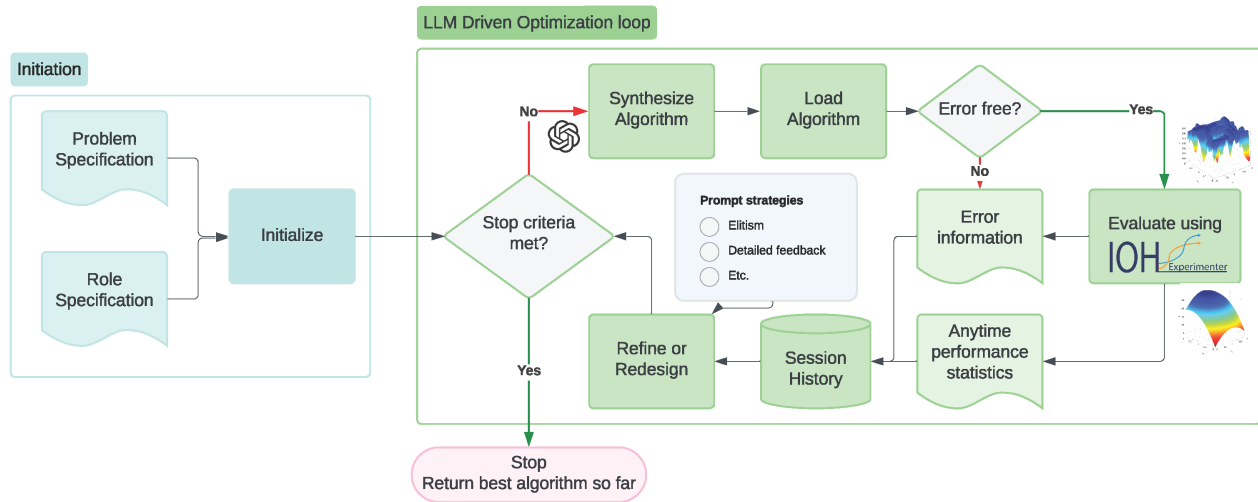 LLM Driven Optimization loop
Initiation
Problem
Specification
Role
Specification
Initialize
Stop criteria
met?
No
Yes
Synthesize
Algorithm
Load
Algorithm
Error free?
Yes
No
Prompt strategies
Elitism
Detailed feedback
Etc.
Error
information
Evaluate using
IOH
Experimenter
Refine or
Redesign
Session
History
Anytime
performance
statistics
Stop
Return best algorithm so far